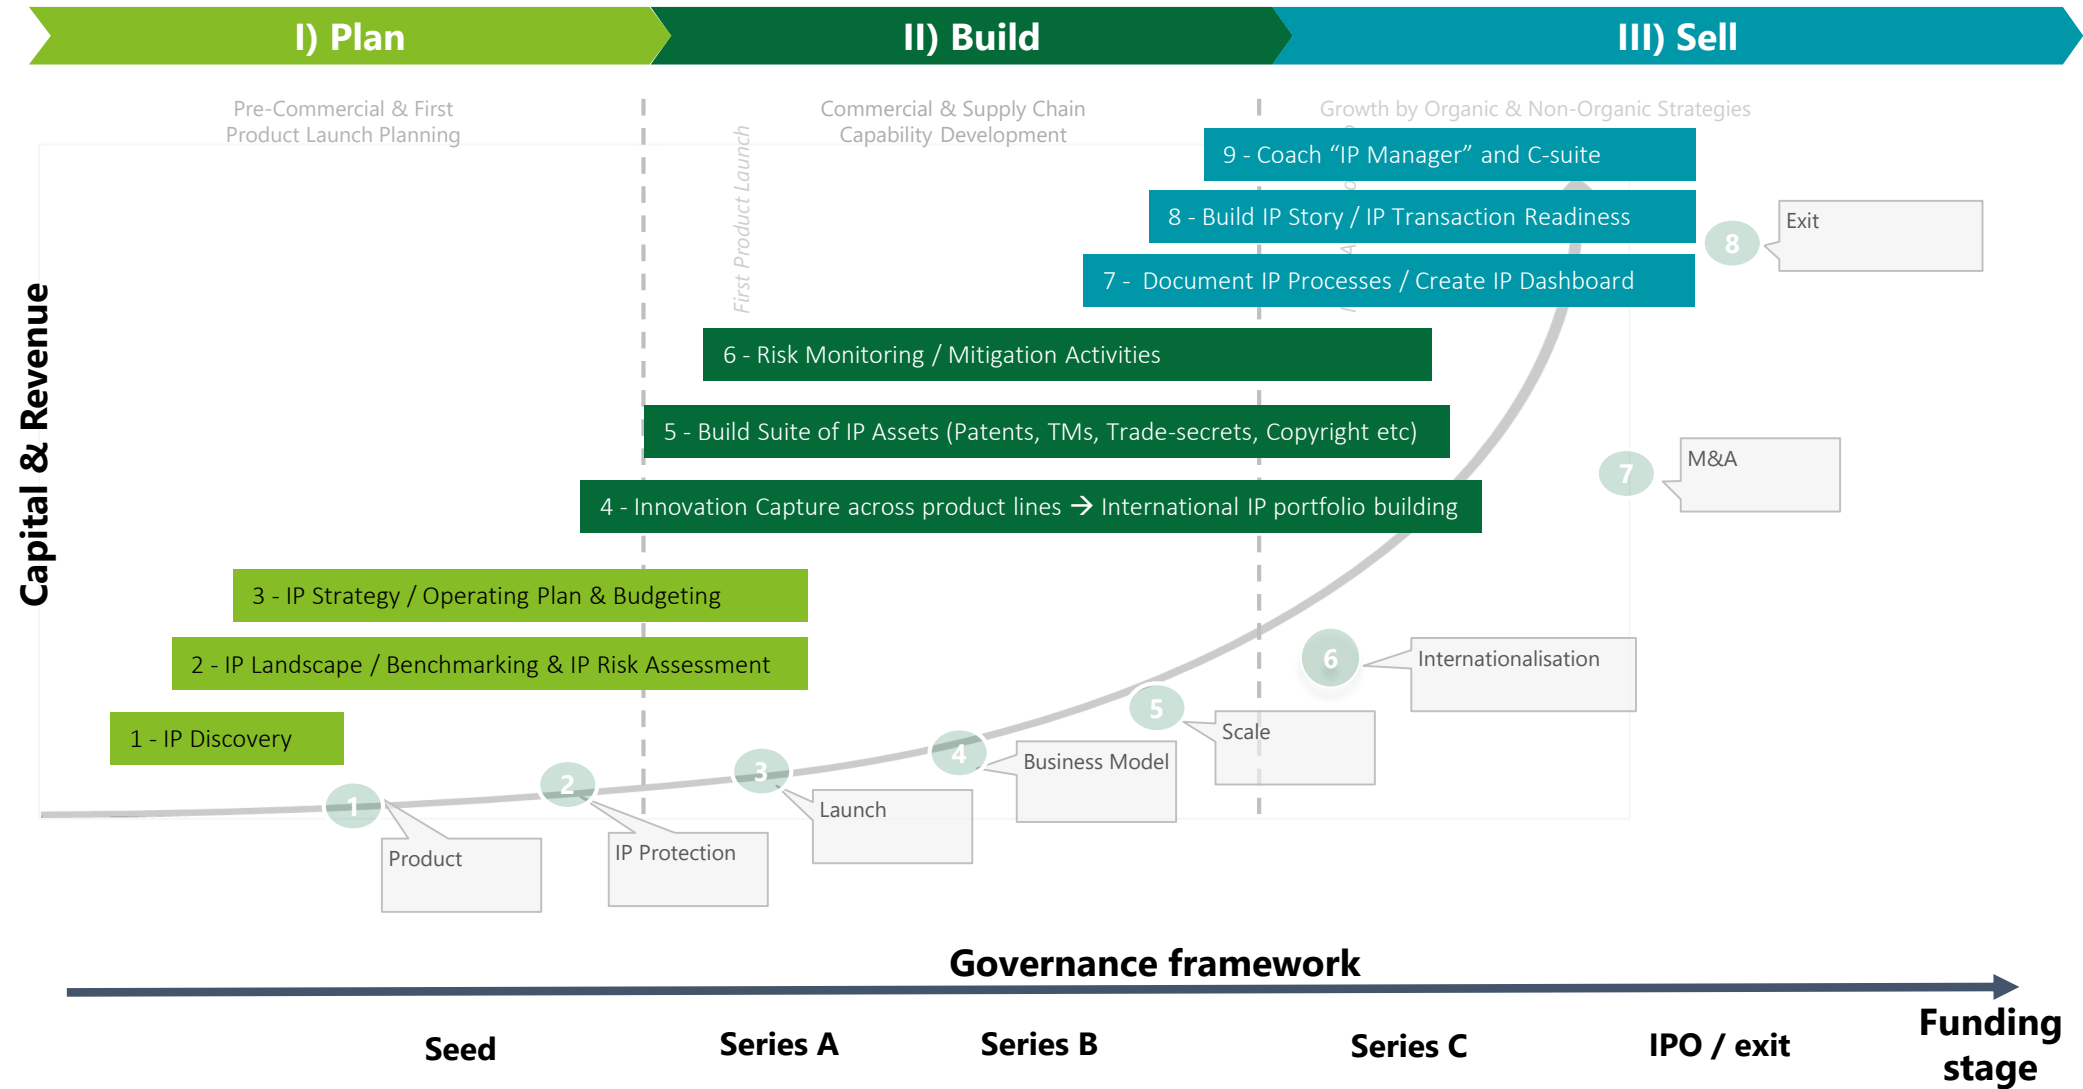 I) Plan
II) Build
III) Sell
Pre-Commercial & First
Product Launch Planning
Commercial & Supply Chain
Capability Development
Growth by Organic & Non-Organic Strategies
First Product Launch
9 - Coach “IP Manager” and C-suite
8 - Build IP Story / IP Transaction Readiness
7 - Document IP Processes / Create IP Dashboard
6 - Risk Monitoring / Mitigation Activities
5 - Build Suite of IP Assets (Patents, TMs, Trade-secrets, Copyright etc)
4 - Innovation Capture across product lines → International IP portfolio building
3 - IP Strategy / Operating Plan & Budgeting
2 - IP Landscape / Benchmarking & IP Risk Assessment
1 - IP Discovery
Capital & Revenue
8
Exit
7
M&A
6
Internationalisation
5
Scale
4
Business Model
3
Launch
2
IP Protection
1
Product
Governance framework
Seed
Series A
Series B
Series C
IPO / exit
Funding
stage